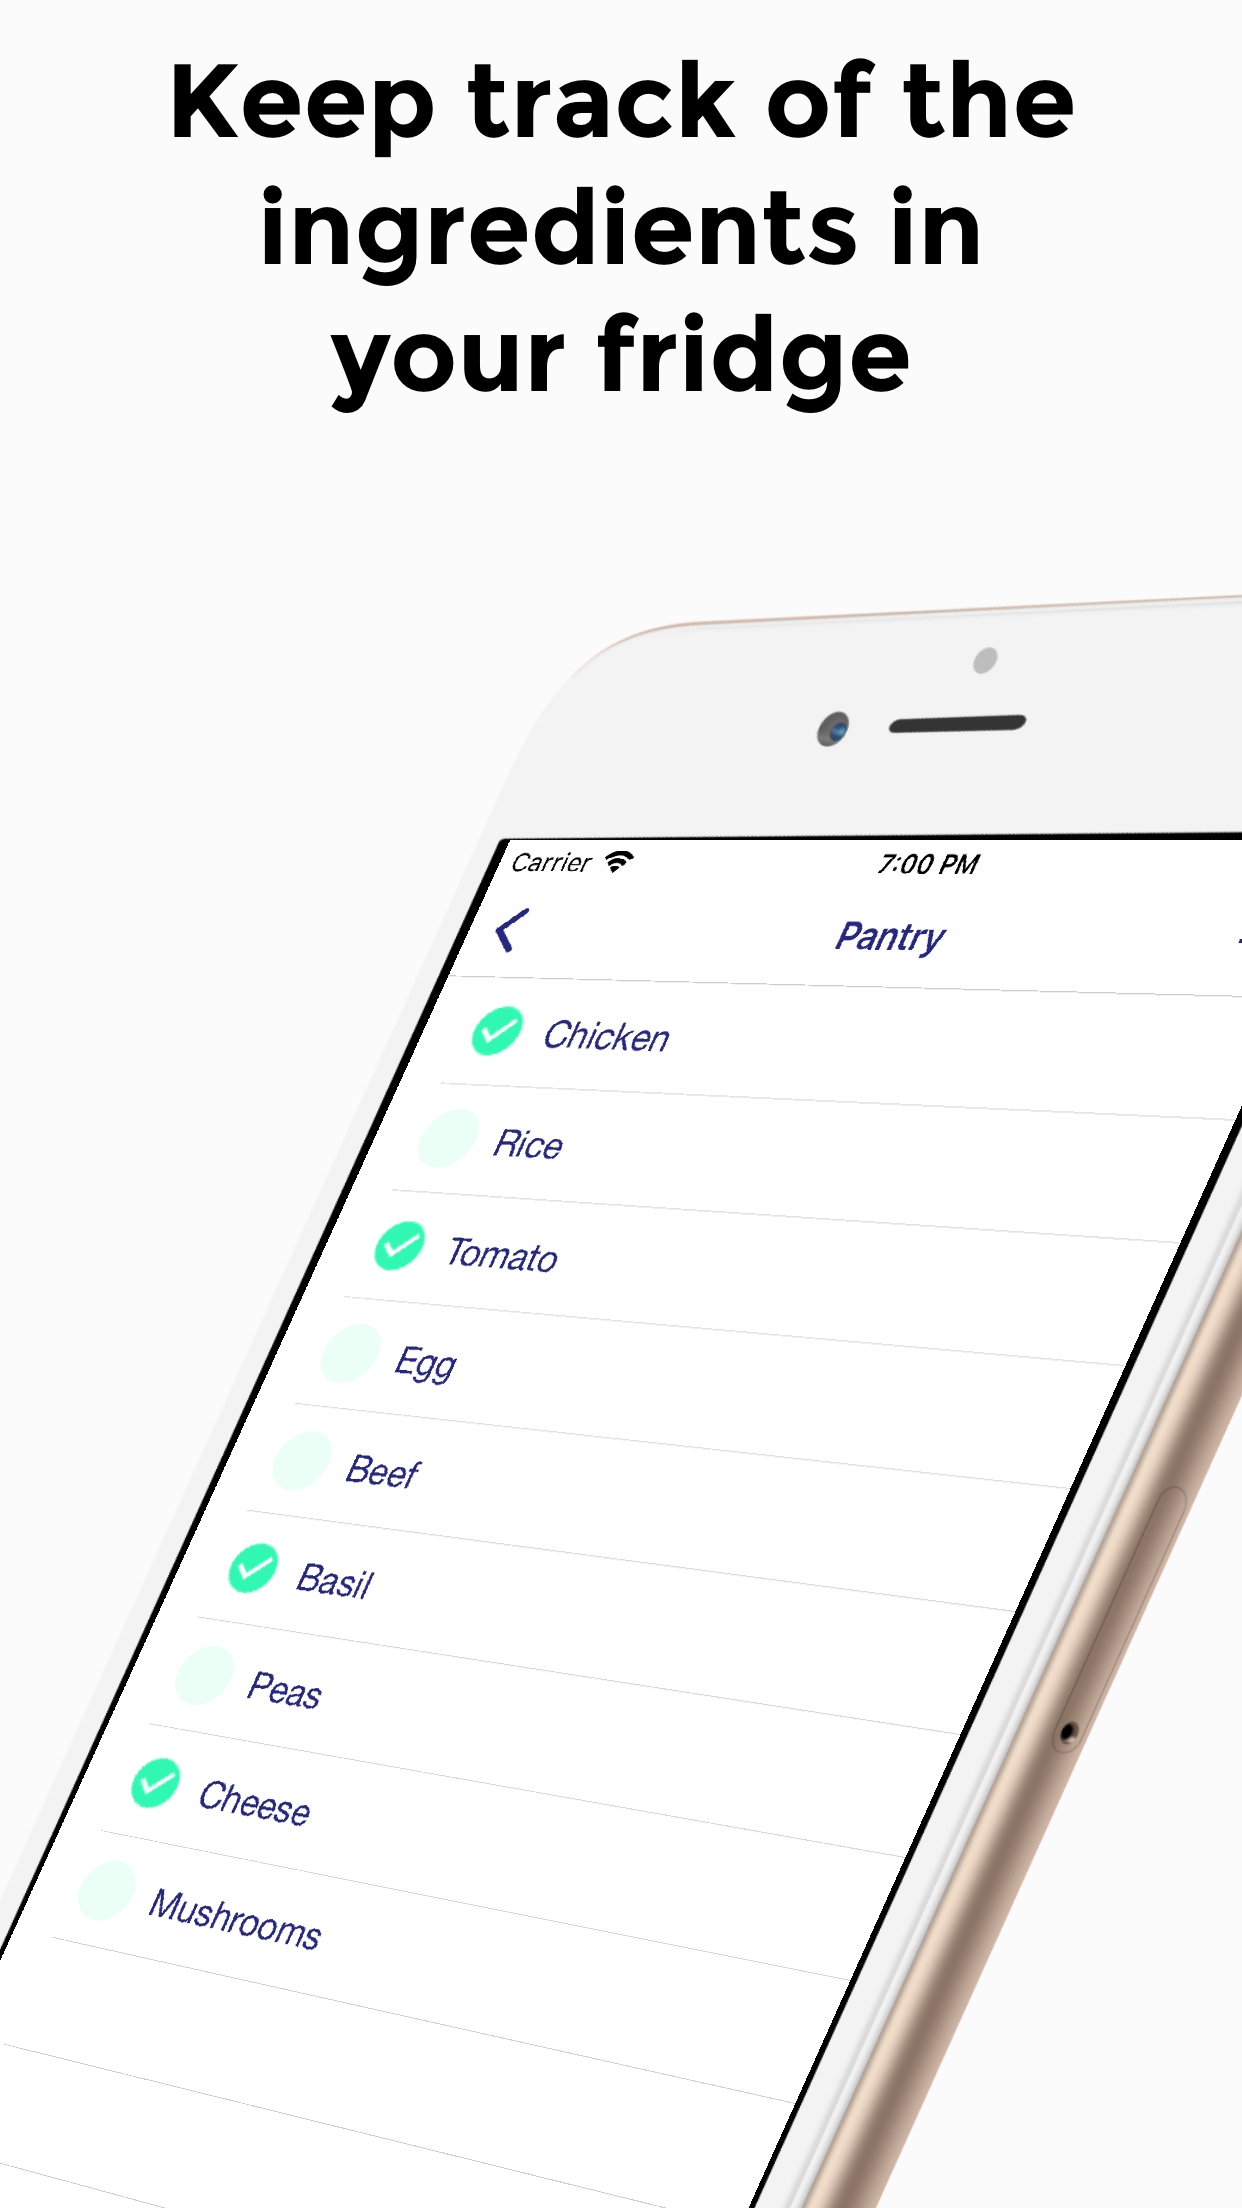 Keep track of the
ingredients in
your fridge
Carrier 7:00 PM
Pantry
Chicken
Rice
Tomato
Egg
Beef
Basil
Peas
Cheese
Mushrooms